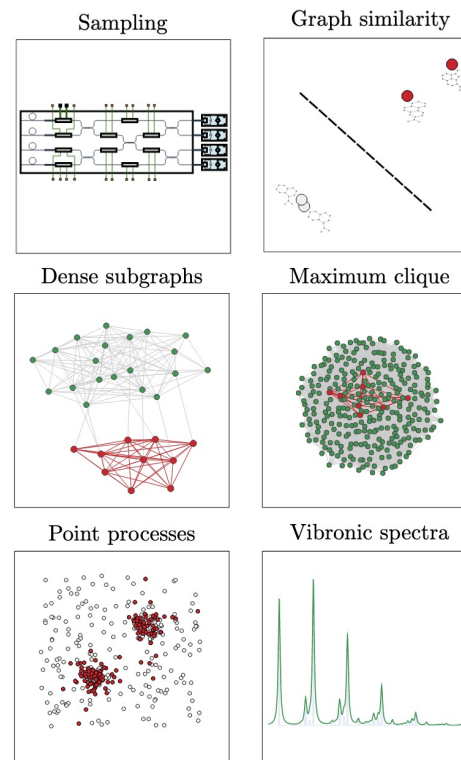 Sampling
Graph similarity
Dense subgraphs
Maximum clique
Point processes
Vibronic spectra